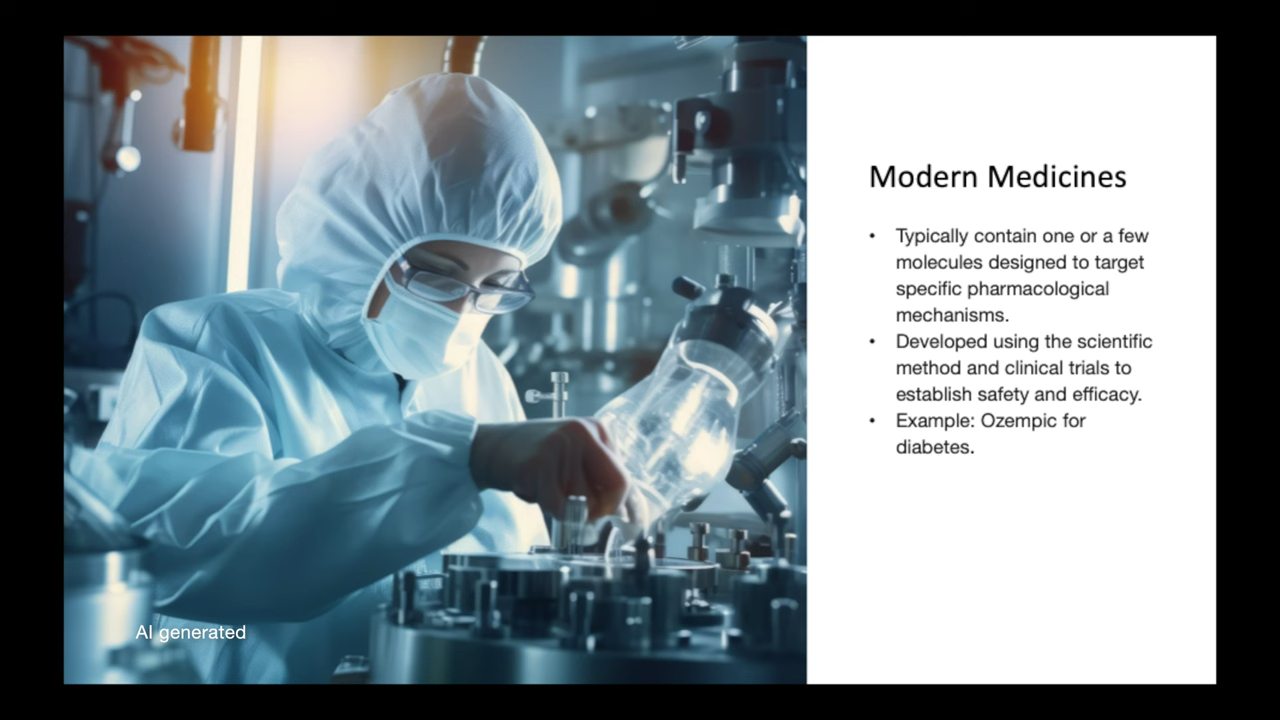 Modern Medicines
• Typically contain one or a few
molecules designed to target
specific pharmacological
mechanisms.
• Developed using the scientific
method and clinical trials to
establish safety and efficacy.
• Example: Ozempic for
diabetes.
AI generated